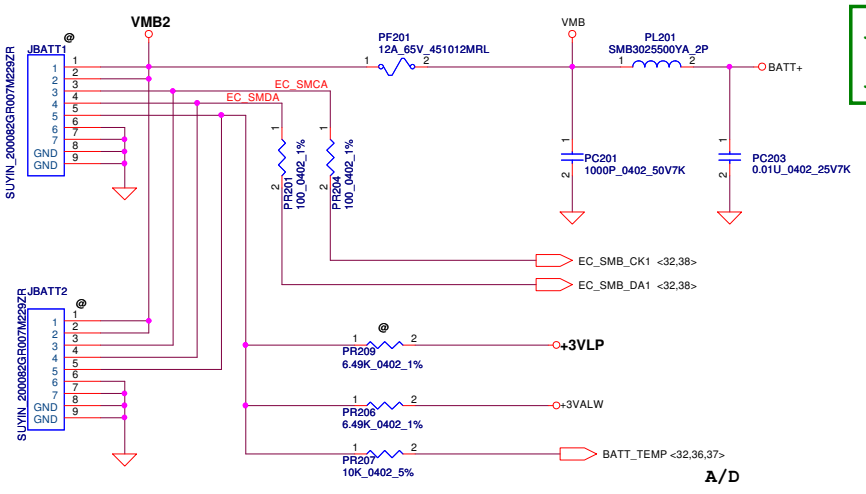 VMB2
@
JBATT1
SUYIN_200082GR007M229ZR
1 1
2 2
3 3
4 4
5 5
6 6
7 7
GND 8
GND 9
EC_SMCA
EC_SMDA
PF201
12A_65V_451012MRL
1 2
VMB
PL201
SMB3025500YA_2P
1 2
BATT+
1 2
PR201
100_0402_1%
1 2
PR204
100_0402_1%
1 2
PC201
1000P_0402_50V7K
1 2
PC203
0.01U_0402_25V7K
EC_SMB_CK1 <32,38>
EC_SMB_DA1 <32,38>
JBATT2
@
SUYIN_200082GR007M229ZR
1 1
2 2
3 3
4 4
5 5
6 6
7 7
GND 8
GND 9
@
1 2
PR209
6.49K_0402_1%
+3VLP
1 2
PR206
6.49K_0402_1%
+3VALW
1 2
PR207
10K_0402_5%
BATT_TEMP <32,36,37>
A/D